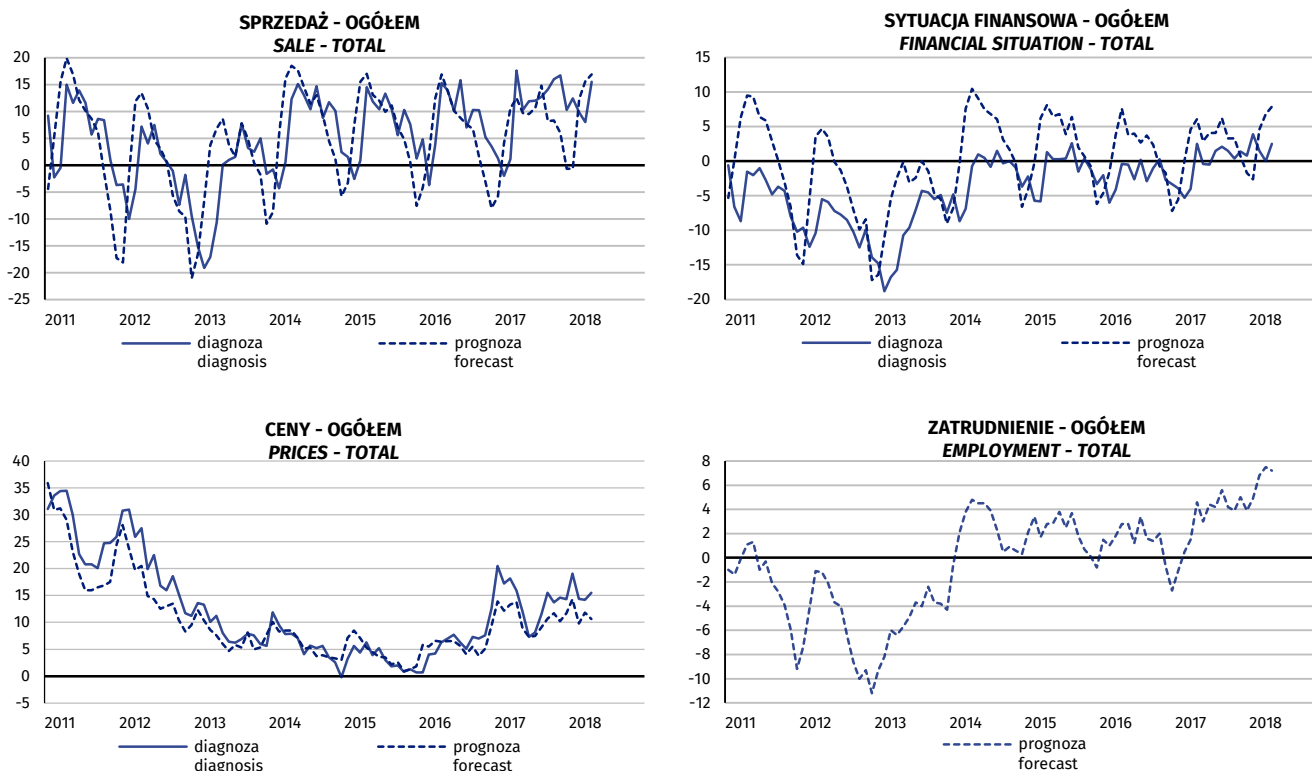 SPRZEDAŻ - OGÓŁEM
SALE - TOTAL
20
15
10
5
0
-5
-10
-15
-20
-25
2011 2012 2013 2014 2015 2016 2017 2018
diagnoza
diagnosis
prognoza
forecast
SYTUACJA FINANSOWA - OGÓŁEM
FINANCIAL SITUATION - TOTAL
15
10
5
0
-5
-10
-15
-20
2011 2012 2013 2014 2015 2016 2017 2018
diagnoza
diagnosis
prognoza
forecast
CENY - OGÓŁEM
PRICES - TOTAL
40
35
30
25
20
15
10
5
0
-5
2011 2012 2013 2014 2015 2016 2017 2018
diagnoza
diagnosis
prognoza
forecast
ZATRUDNIENIE - OGÓŁEM
EMPLOYMENT - TOTAL
8
6
4
2
0
-2
-4
-6
-8
-10
-12
2011 2012 2013 2014 2015 2016 2017 2018
prognoza
forecast